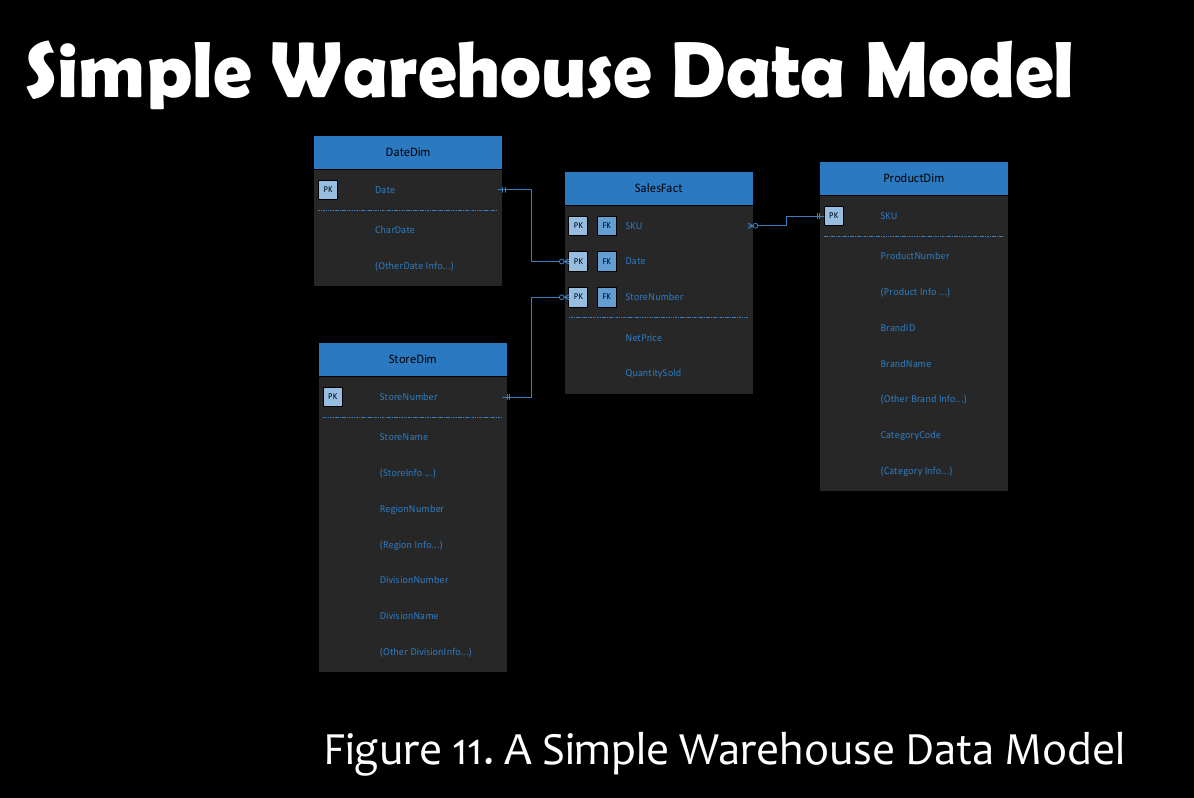 Simple Warehouse Data Model
DateDim
PK Date
CharDate
(OtherDate Info...)
SalesFact
PK FK SKU
PK FK Date
PK FK StoreNumber
NetPrice
QuantitySold
ProductDim
PK SKU
ProductNumber
(Product Info ...)
BrandID
BrandName
(Other Brand Info...)
CategoryCode
(Category Info...)
StoreDim
PK StoreNumber
StoreName
(StoreInfo ...)
RegionNumber
(Region Info...)
DivisionNumber
DivisionName
(Other DivisionInfo...)
Figure 11. A Simple Warehouse Data Model